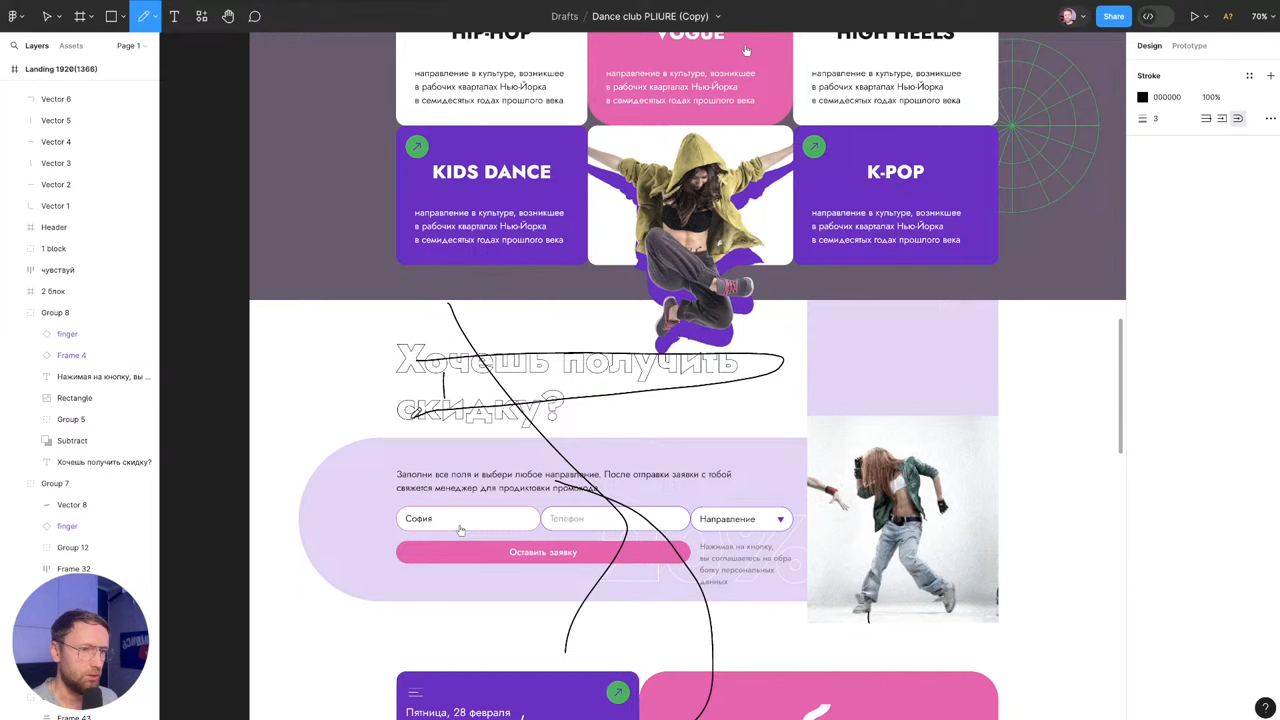 Drafts / Dance club PLIURE (Copy)
Share
A?
70%
Layers
Assets
Page 1
Landing 1920(1366)
Vector 6
Vector 5
Vector 4
Vector 3
Vector 2
Vector 1
Header
1 block
чувствуй
2 блок
Group 8
finger
Frame 4
Нажимая на кнопку, вы ...
Rectangle
Group 5
Subtract
Хочешь получить скидку?
Group 7
Vector 8
finger
Group 12
Frame 32
Frame 43
HIP-HOP
направление в культуре, возникшее
в рабочих кварталах Нью-Йорка
в семидесятых годах прошлого века
VOGUE
направление в культуре, возникшее
в рабочих кварталах Нью-Йорка
в семидесятых годах прошлого века
HIGH HEELS
направление в культуре, возникшее
в рабочих кварталах Нью-Йорка
в семидесятых годах прошлого века
KIDS DANCE
направление в культуре, возникшее
в рабочих кварталах Нью-Йорка
в семидесятых годах прошлого века
K-POP
направление в культуре, возникшее
в рабочих кварталах Нью-Йорка
в семидесятых годах прошлого века
Хочешь получить
скидку?
Заполни все поля и выбери любое направление. После отправки заявки с тобой
свяжется менеджер для продиктовки промокода
София
Телефон
Направление
Оставить заявку
Нажимая на кнопку,
вы соглашаетесь на обра
ботку персональных
данных
Пятница, 28 февраля
Design
Prototype
Stroke
000000
100%
3
?